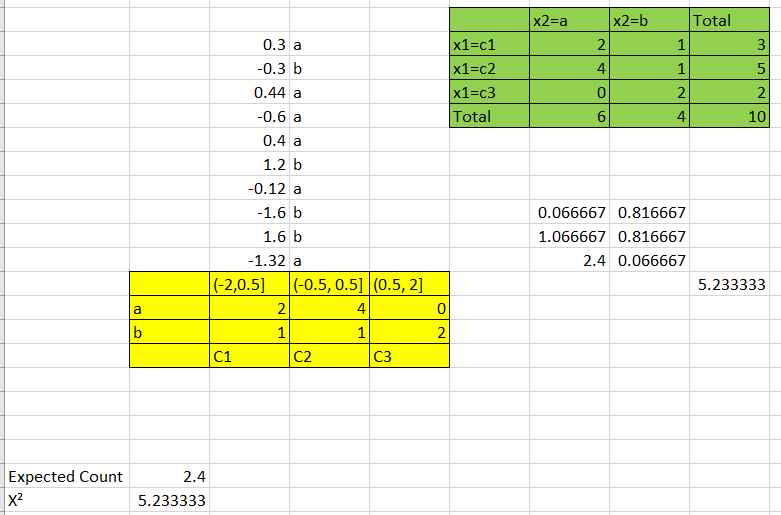 x2=a x2=b Total
0.3 a x1=c1 2 1 3
-0.3 b x1=c2 4 1 5
0.44 a x1=c3 0 2 2
-0.6 a Total 6 4 10
0.4 a
1.2 b
-0.12 a
-1.6 b 0.066667 0.816667
1.6 b 1.066667 0.816667
-1.32 a 2.4 0.066667
(-2,0.5] (-0.5, 0.5] (0.5, 2] 5.233333
a 2 4 0
b 1 1 2
C1 C2 C3
Expected Count 2.4
X² 5.233333